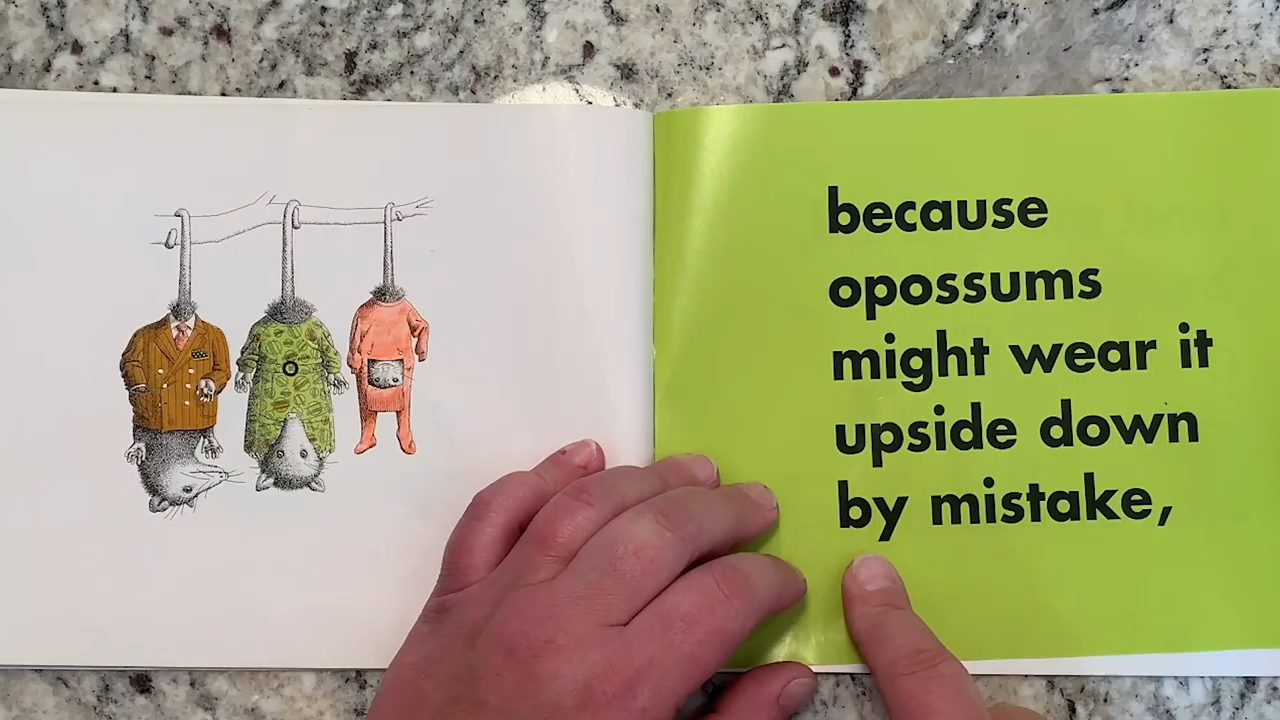 because
opossums
might wear it
upside down
by mistake,